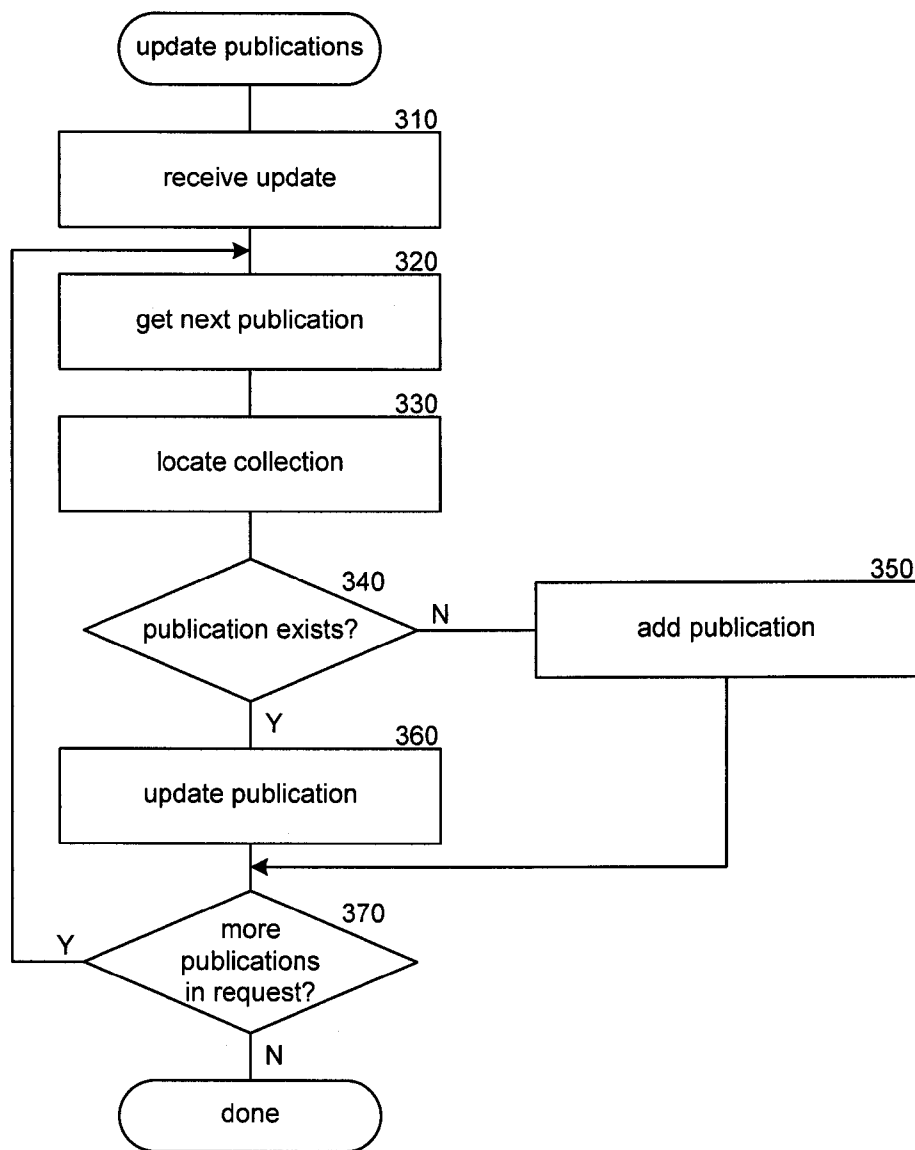 update publications
310
receive update
320
get next publication
330
locate collection
340
publication exists?
N
350
add publication
Y
360
update publication
370
more
publications
in request?
Y
N
done